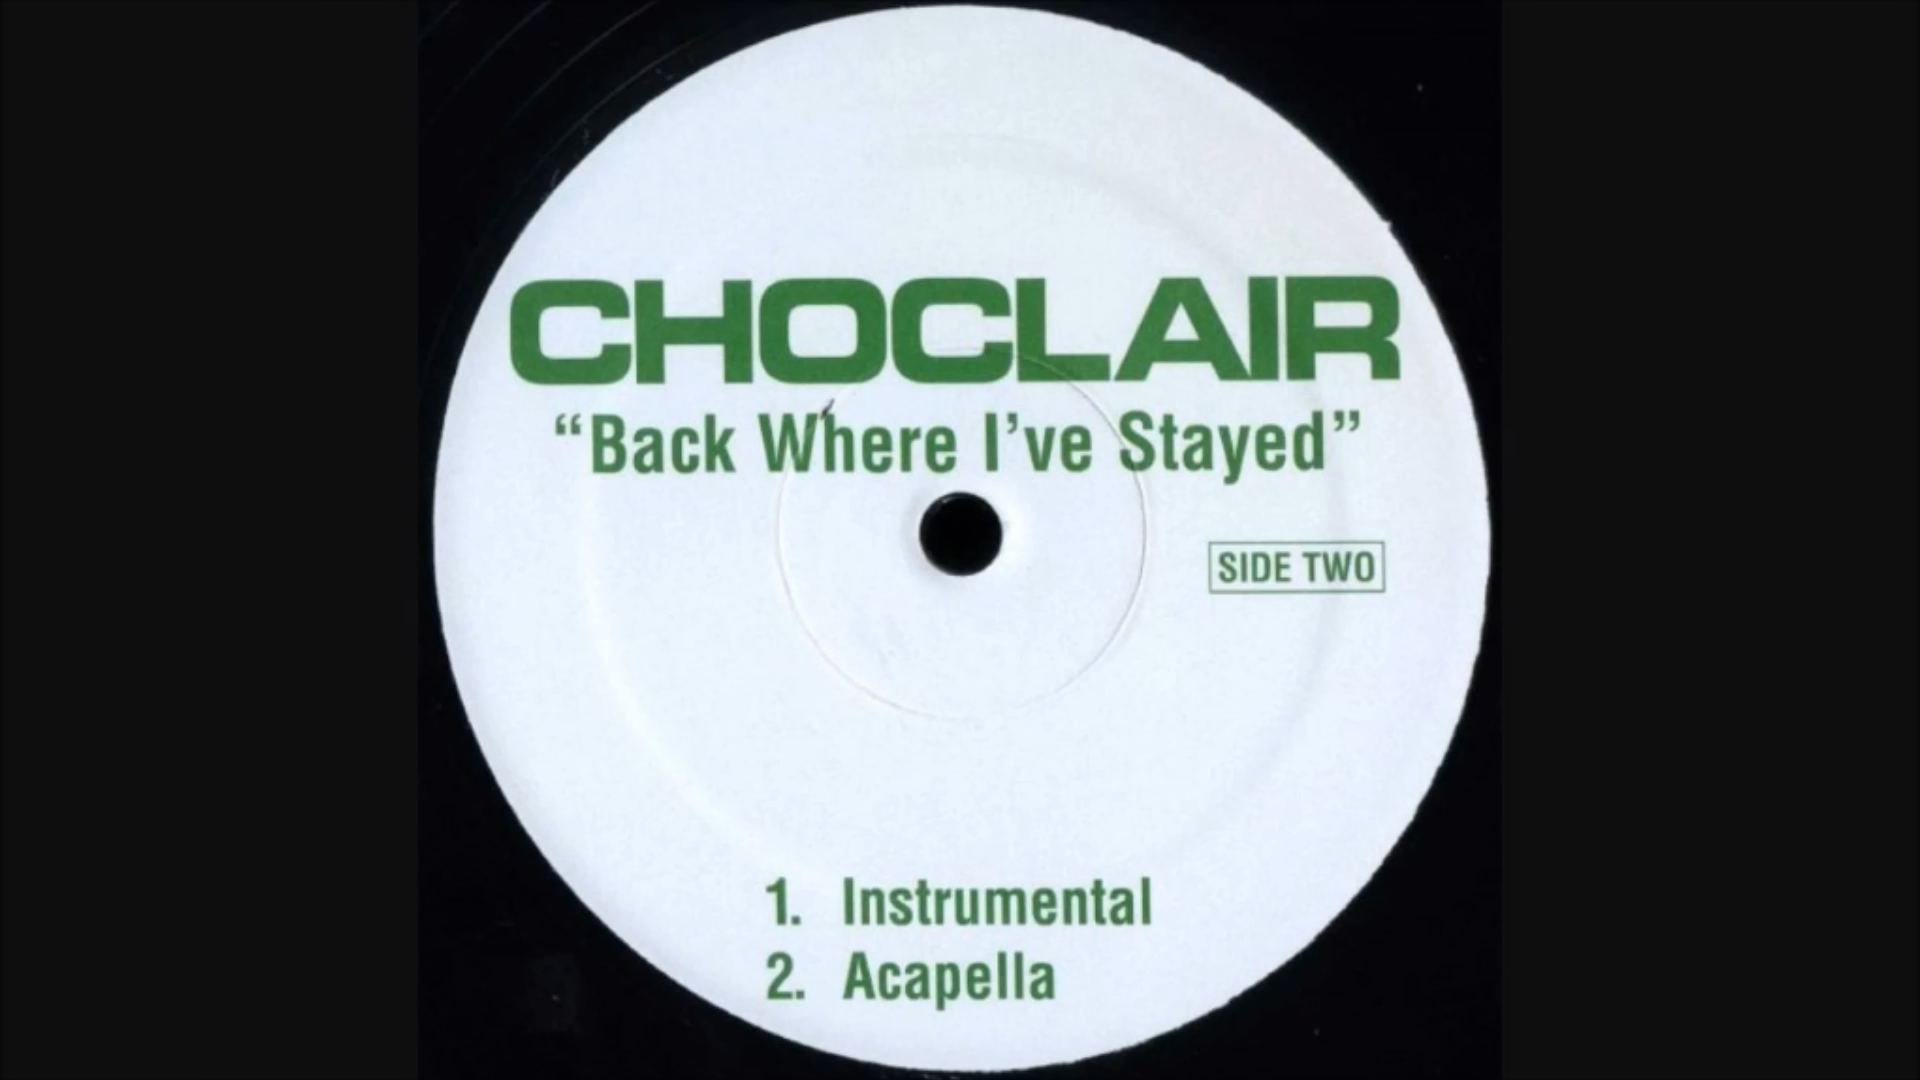 CHOCLAIR
“Back Where I’ve Stayed”
SIDE TWO
1. Instrumental
2. Acapella